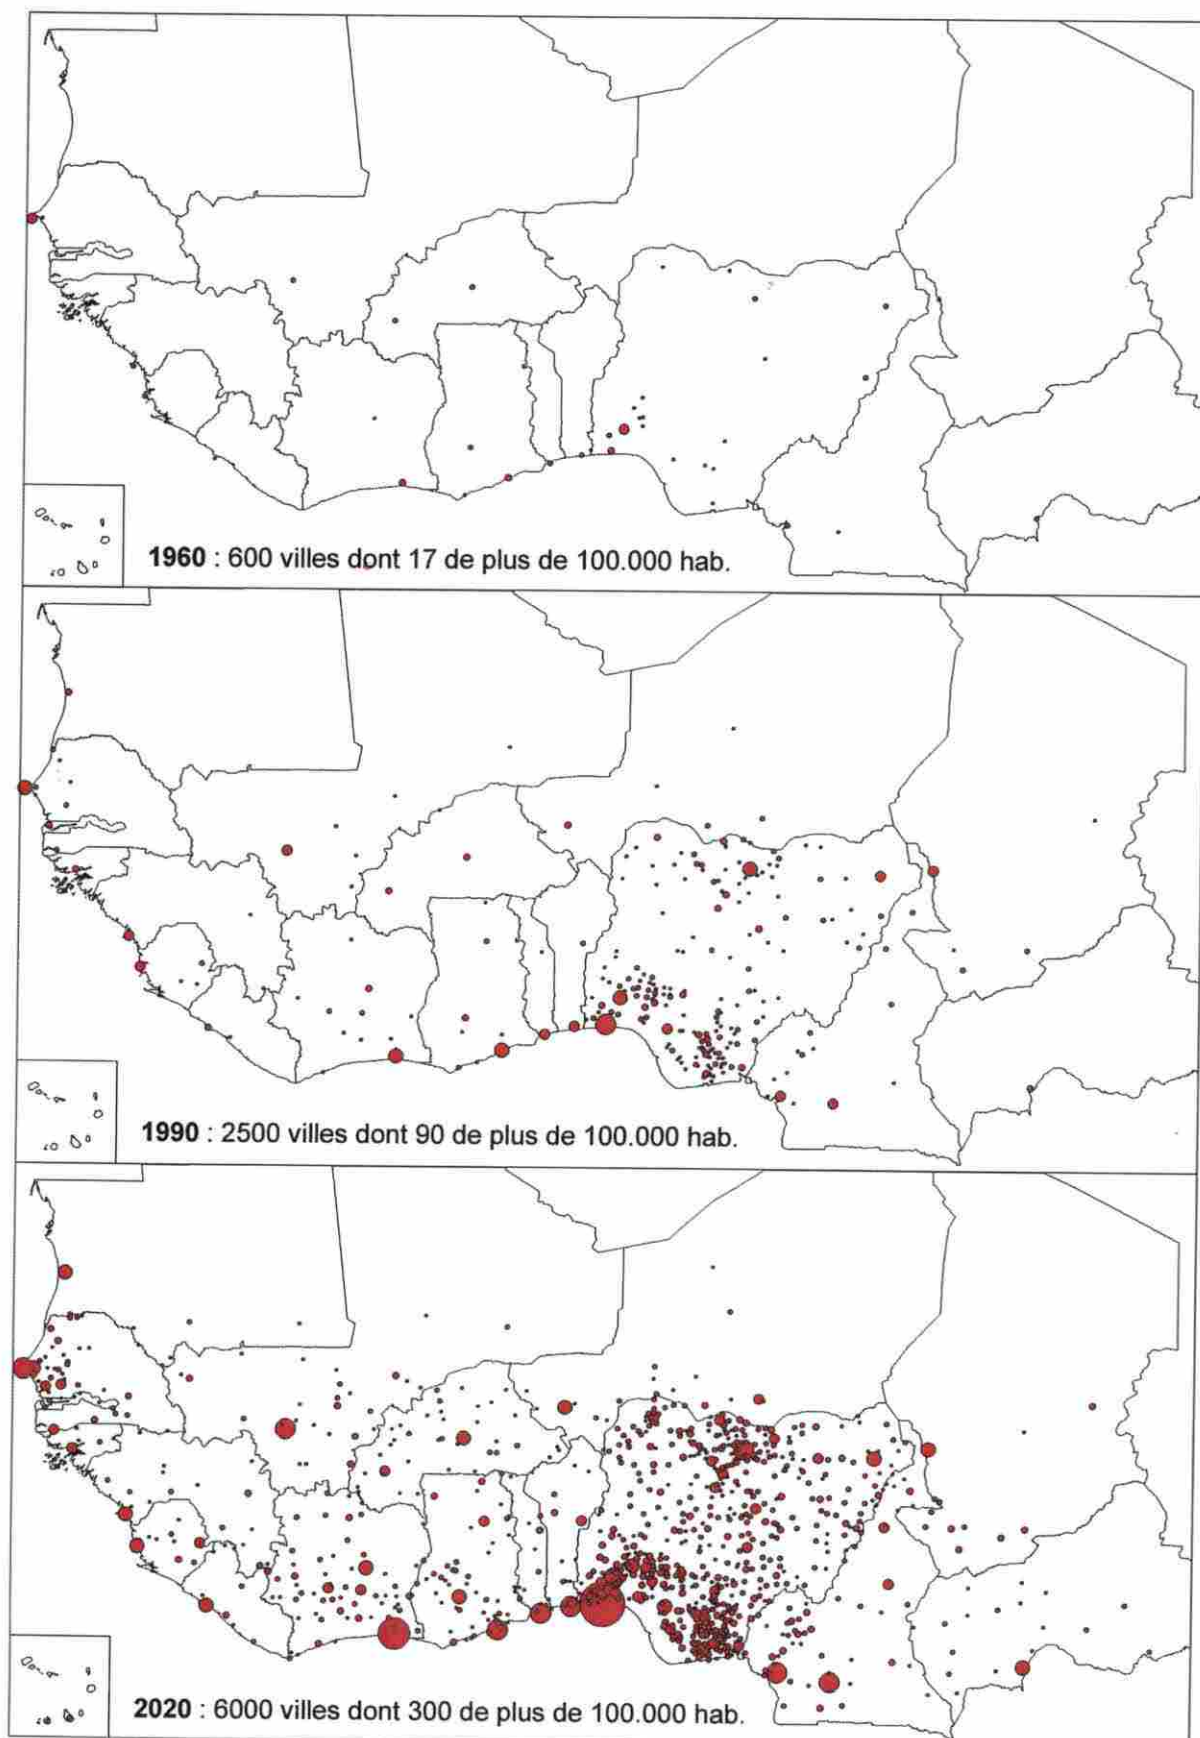 1960 : 600 villes dont 17 de plus de 100.000 hab.
1990 : 2500 villes dont 90 de plus de 100.000 hab.
2020 : 6000 villes dont 300 de plus de 100.000 hab.